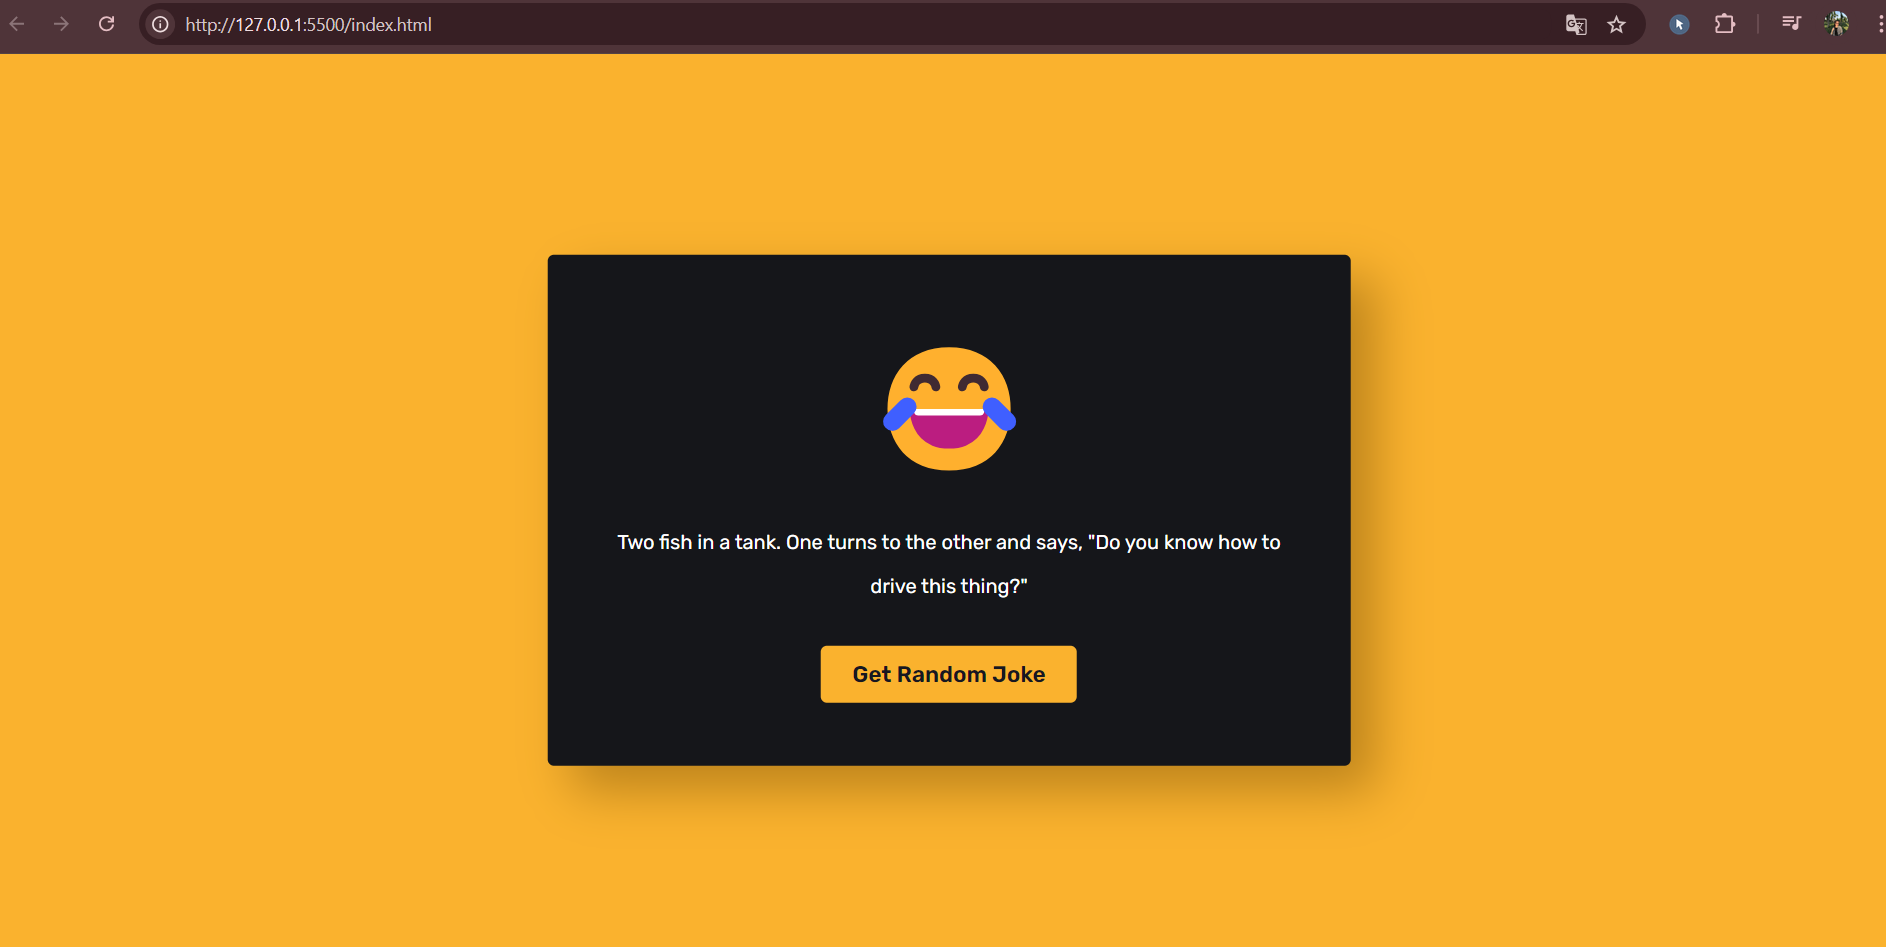 http://127.0.0.1:5500/index.html
Two fish in a tank. One turns to the other and says, "Do you know how to
drive this thing?"
Get Random Joke